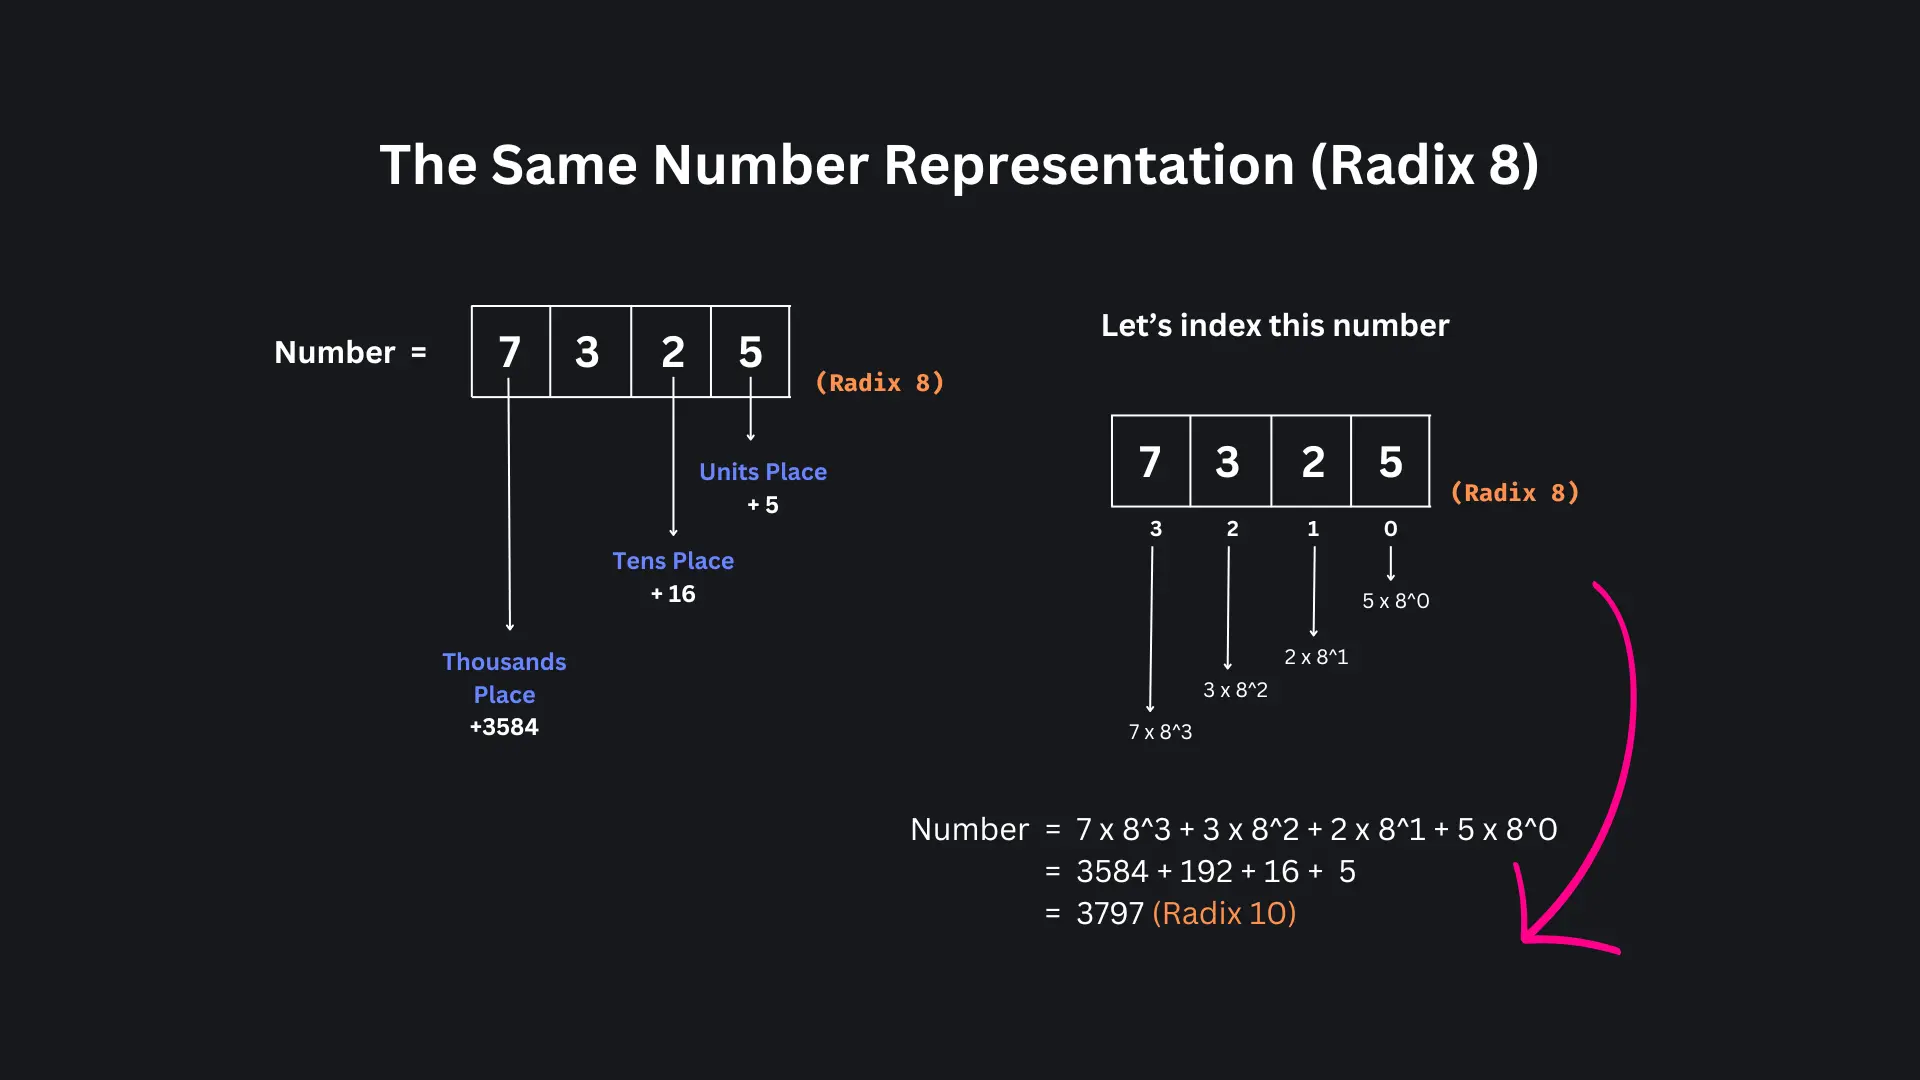 The Same Number Representation (Radix 8)
Number =
7 3 2 5
(Radix 8)
Units Place
+ 5
Tens Place
+ 16
Thousands
Place
+3584
Let’s index this number
7 3 2 5
(Radix 8)
3 2 1 0
5 x 8^0
2 x 8^1
3 x 8^2
7 x 8^3
Number = 7 x 8^3 + 3 x 8^2 + 2 x 8^1 + 5 x 8^0
= 3584 + 192 + 16 + 5
= 3797 (Radix 10)